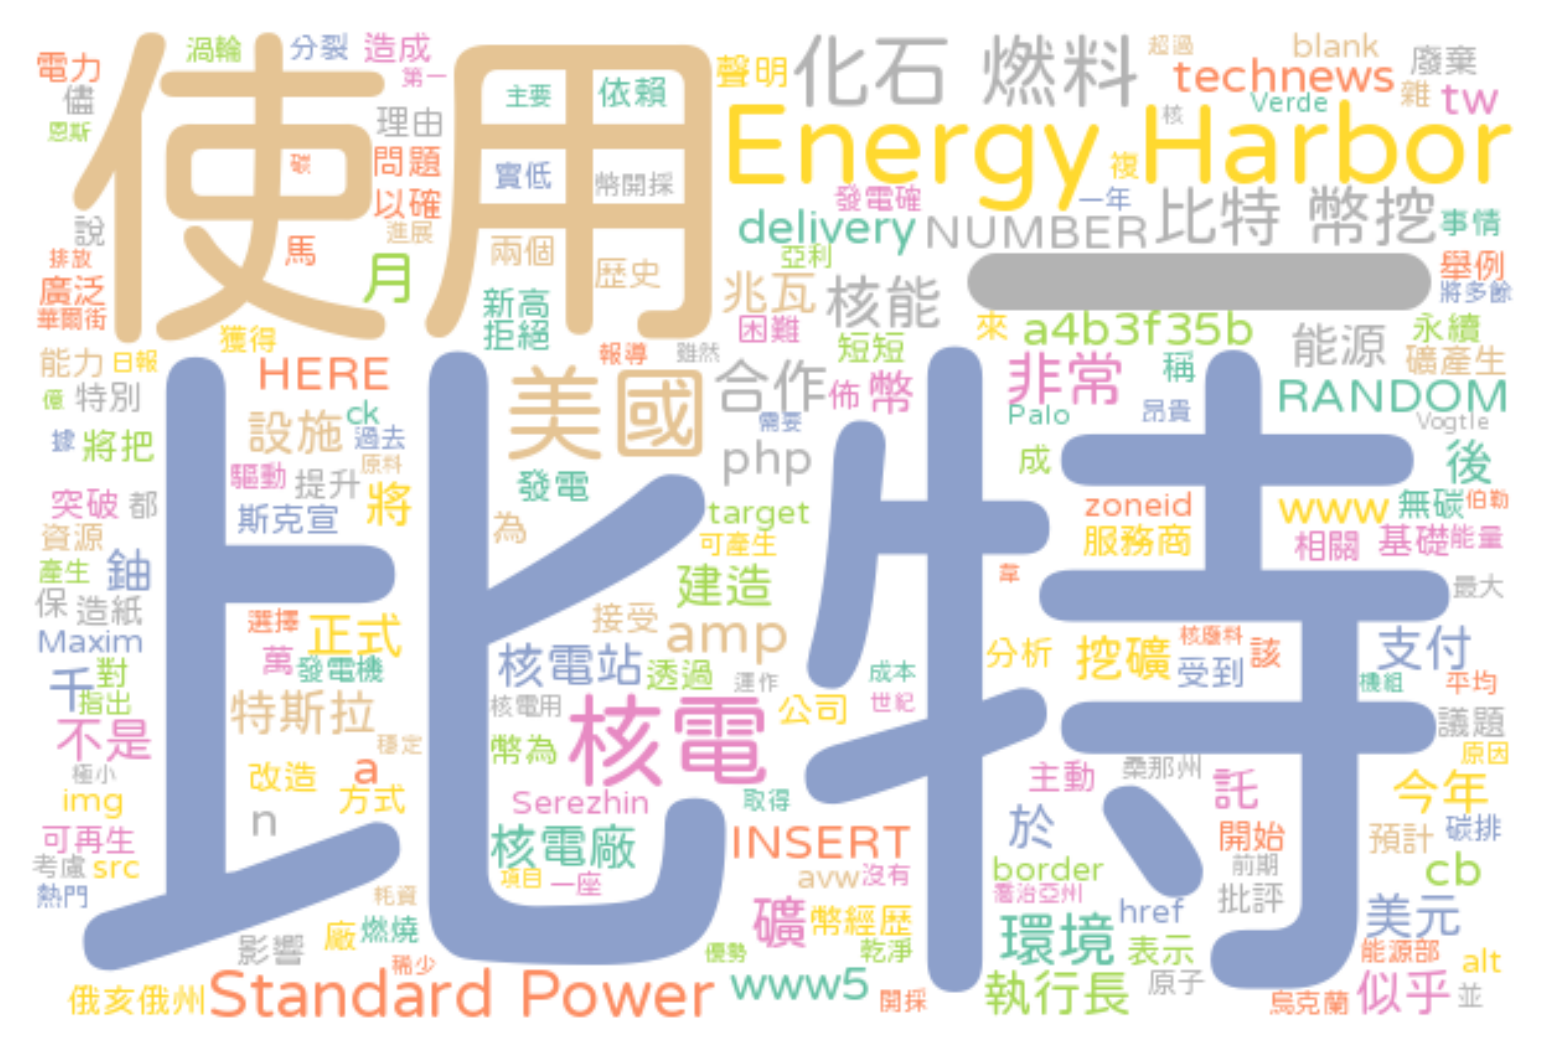 電力
儘
恩斯
渦輪
分裂
造成
第一
使用
理由
問題
碳
以確
說
馬
進展
月
排放
廣泛
華爾街
獲得
主要
依賴
實低
幣開採
兩個
歷史
新高
拒絕
報導
雖然
聲明
化石 燃料
超過
blank
廢棄
technews
Verde
雜
tw
Energy Harbor
核
複
發電確
一年
delivery
NUMBER
比特 幣挖
事情
亞利
一
舉例
將多餘
兆瓦
核能
困難
短短
來
a4b3f35b
能源
永續
礦產生
能力
日報
億
特別
據
將把
HERE
設施
ck
過去
原料
驅動
提升
將
斯克宣
突破
都
資源
產生
鈾
保
造紙
Maxim
千
對
指出
不是
極小
img
可再生
考慮
src
熱門
美國
合作
佈
幣
需要
php
非常
稱
Palo
昂貴
RANDOM
Vogtle
成
後
發電
為
target
可產生
zoneid
服務商
www
無碳
伯勒
相關
基礎
能量
韋
最大
比特
選擇
正式
萬
發電機
特斯拉
穩定
改造
a
方式
n
耗資
影響
廠
燃燒
稀少
建造
接受
amp
核電站
透過
運作
核電用
核電
公司
幣為
Serezhin
取得
核電廠
INSERT
項目
一座
avw
沒有
礦
幣經歷
優勢
乾淨
成本
世紀
分析
挖礦
核廢料
受到
該
支付
機組
平均
議題
原因
主動
桑那州
託
今年
於
開始
預計
碳排
border
前期
cb
喬治亞州
href
批評
美元
環境
表示
能源部
alt
俄亥俄州
Standard Power
www5
開採
執行長
原子
烏克蘭
似乎
並